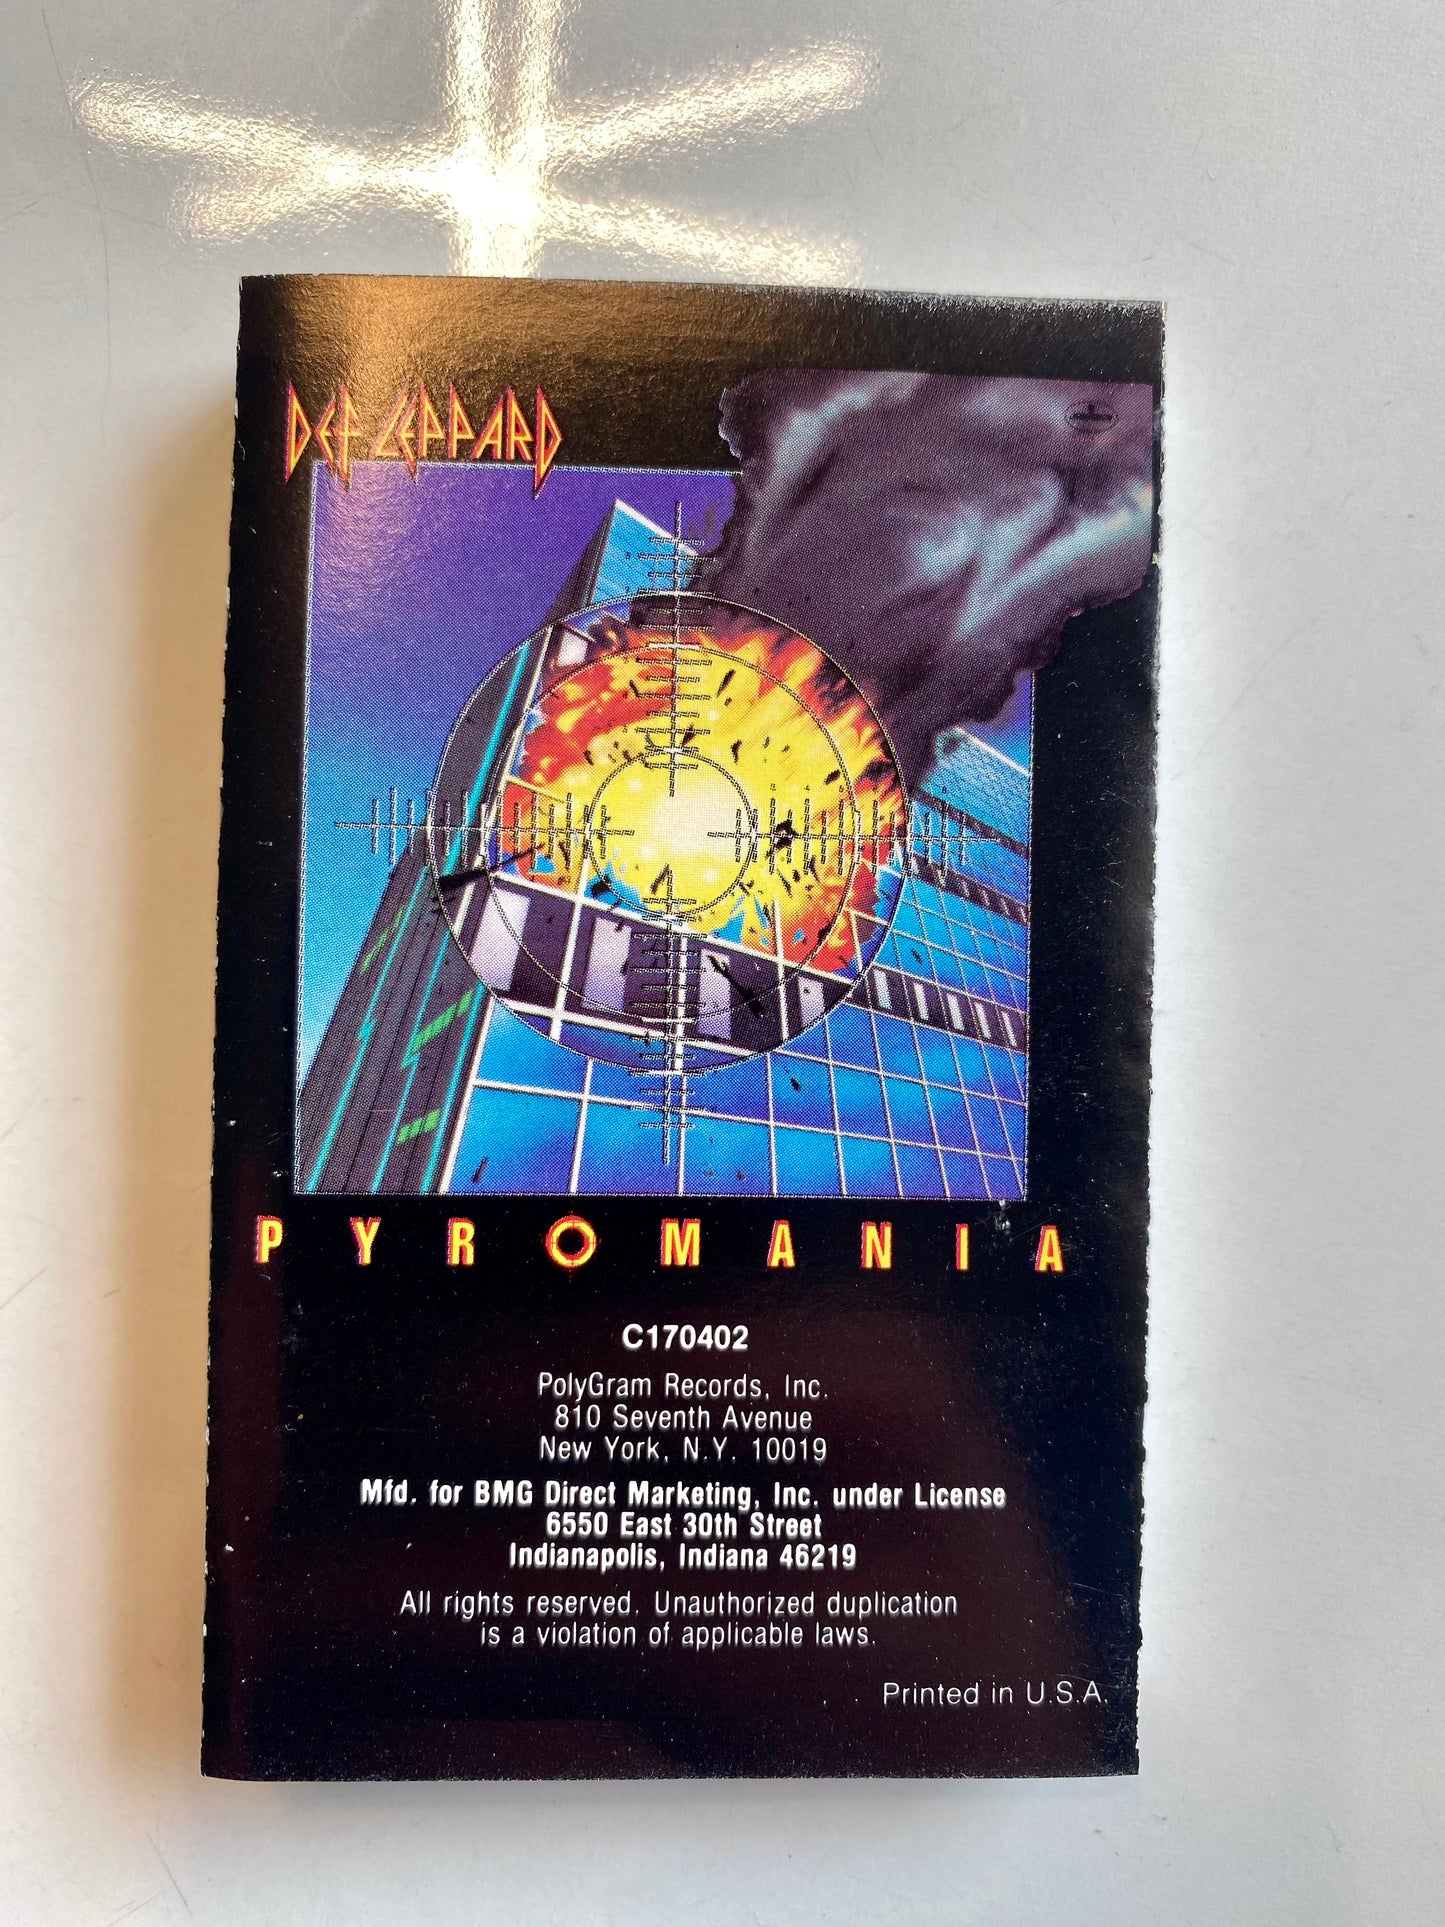 DEF LEPPARD
PYROMANIA
C170402
PolyGram Records, Inc.
810 Seventh Avenue
New York, N.Y. 10019
Mfd. for BMG Direct Marketing, Inc. under License
6550 East 30th Street
Indianapolis, Indiana 46219
All rights reserved. Unauthorized duplication
is a violation of applicable laws.
Printed in U.S.A.